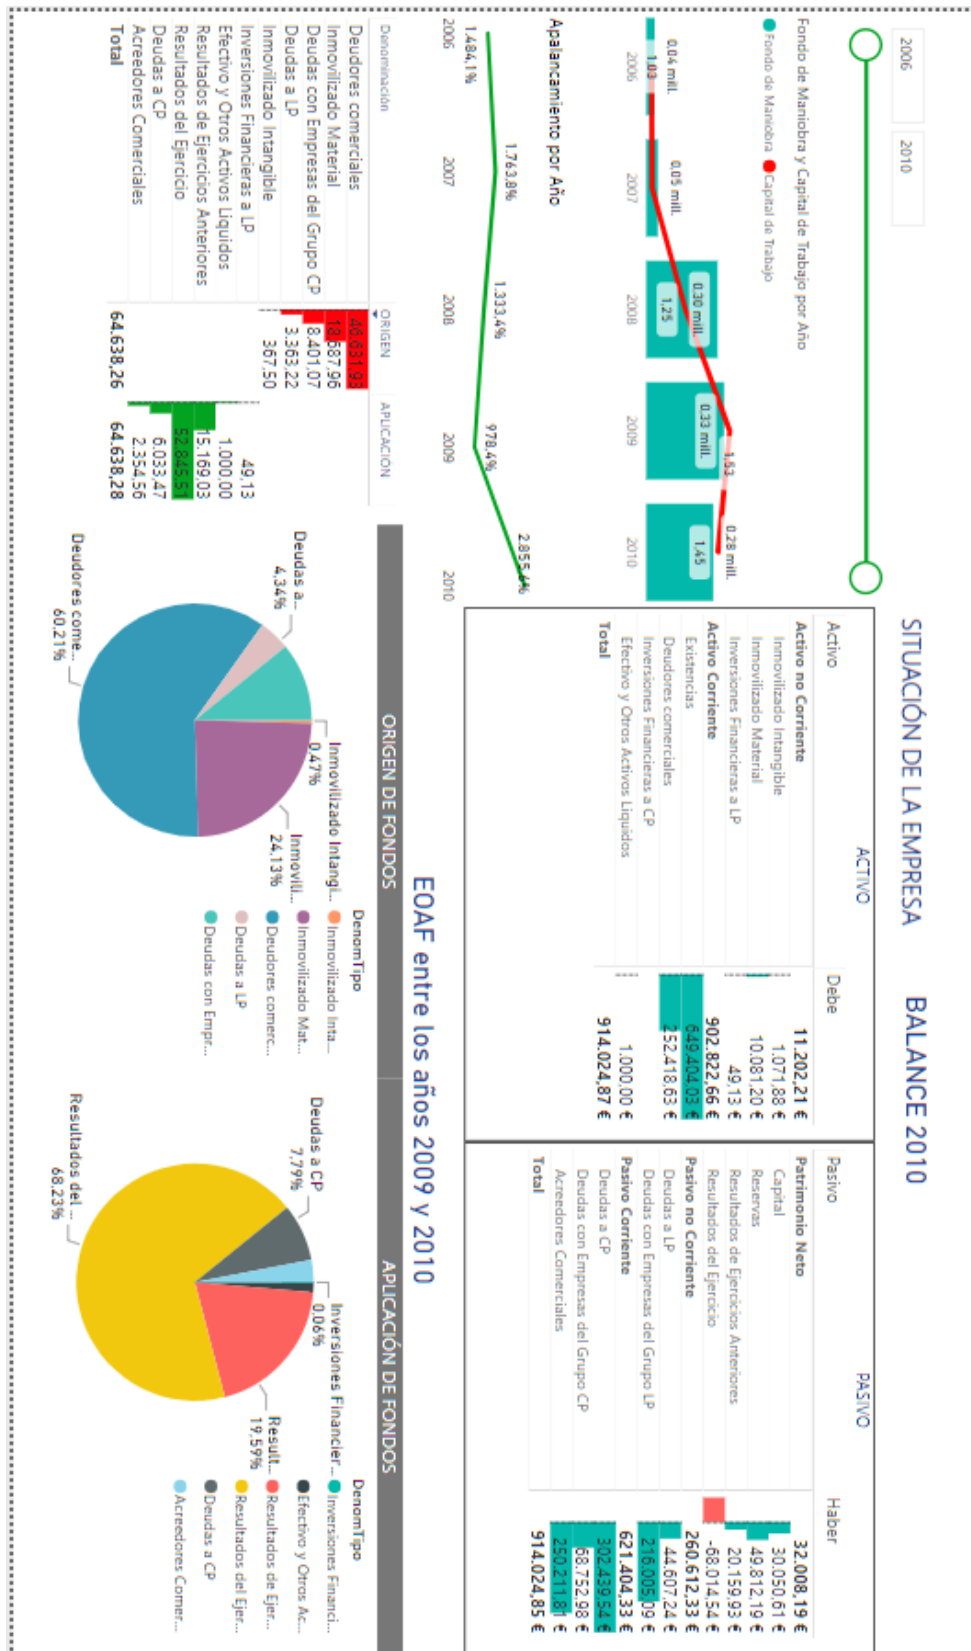 SITUACIÓN DE LA EMPRESA BALANCE 2010
2006 2010
Fondo de Maniobra y Capital de Trabajo por Año
Fondo de Maniobra Capital de Trabajo
0,04 mill. 0,05 mill. 0,30 mill. 0,33 mill. 0,28 mill.
1,03 1,25 1,53 1,45
2006 2007 2008 2009 2010
Apalancamiento por Año
1.484,1% 1.763,8% 1.333,4% 978,4% 2.855,4%
2006 2007 2008 2009 2010
ACTIVO
Activo Debe
Activo no Corriente 11.202,21 €
Inmovilizado Intangible 1.071,88 €
Inmovilizado Material 10.081,20 €
Inversiones Financieras a LP 49,13 €
Activo Corriente 902.822,66 €
Existencias 649.404,03 €
Deudores comerciales 252.418,63 €
Inversiones Financieras a CP
Efectivo y Otros Activos Liquidos 1.000,00 €
Total 914.024,87 €
PASIVO
Pasivo Haber
Patrimonio Neto 32.008,19 €
Capital 30.050,61 €
Reservas 49.812,19 €
Resultados de Ejercicios Anteriores 20.159,93 €
Resultados del Ejercicio -68.014,54 €
Pasivo no Corriente 260.612,33 €
Deudas a LP 44.607,24 €
Deudas con Empresas del Grupo LP 216.005,09 €
Pasivo Corriente 621.404,33 €
Deudas a CP 302.439,54 €
Deudas con Empresas del Grupo CP 68.752,98 €
Acreedores Comerciales 250.211,81 €
Total 914.024,85 €
EOAF entre los años 2009 y 2010
Denominación ORIGEN APLICACIÓN
Deudores comerciales 46.631,93
Inmovilizado Material 18.687,96
Deudas con Empresas del Grupo CP 8.401,07
Deudas a LP 3.363,22
Inmovilizado Intangible 367,50
Inversiones Financieras a LP 49,13
Efectivo y Otros Activos Liquidos 1.000,00
Resultados de Ejercicios Anteriores 15.169,03
Resultados del Ejercicio 52.845,51
Deudas a CP 6.033,47
Acreedores Comerciales 2.354,56
Total 64.638,26 64.638,28
ORIGEN DE FONDOS
Inmovilizado Intangi...
0,47%
Deudas a...
4,34%
Inmovili...
24,13%
Deudores come...
60,21%
DenomTipo
Inmovilizado Inta...
Inmovilizado Mat...
Deudores comerc...
Deudas a LP
Deudas con Empr...
APLICACIÓN DE FONDOS
Inversiones Financier...
0,06%
Deudas a CP
7,79%
Result...
19,59%
Resultados del ...
68,23%
DenomTipo
Inversiones Financi...
Efectivo y Otros Ac...
Resultados de Ejer...
Resultados del Ejer...
Deudas a CP
Acreedores Comer...